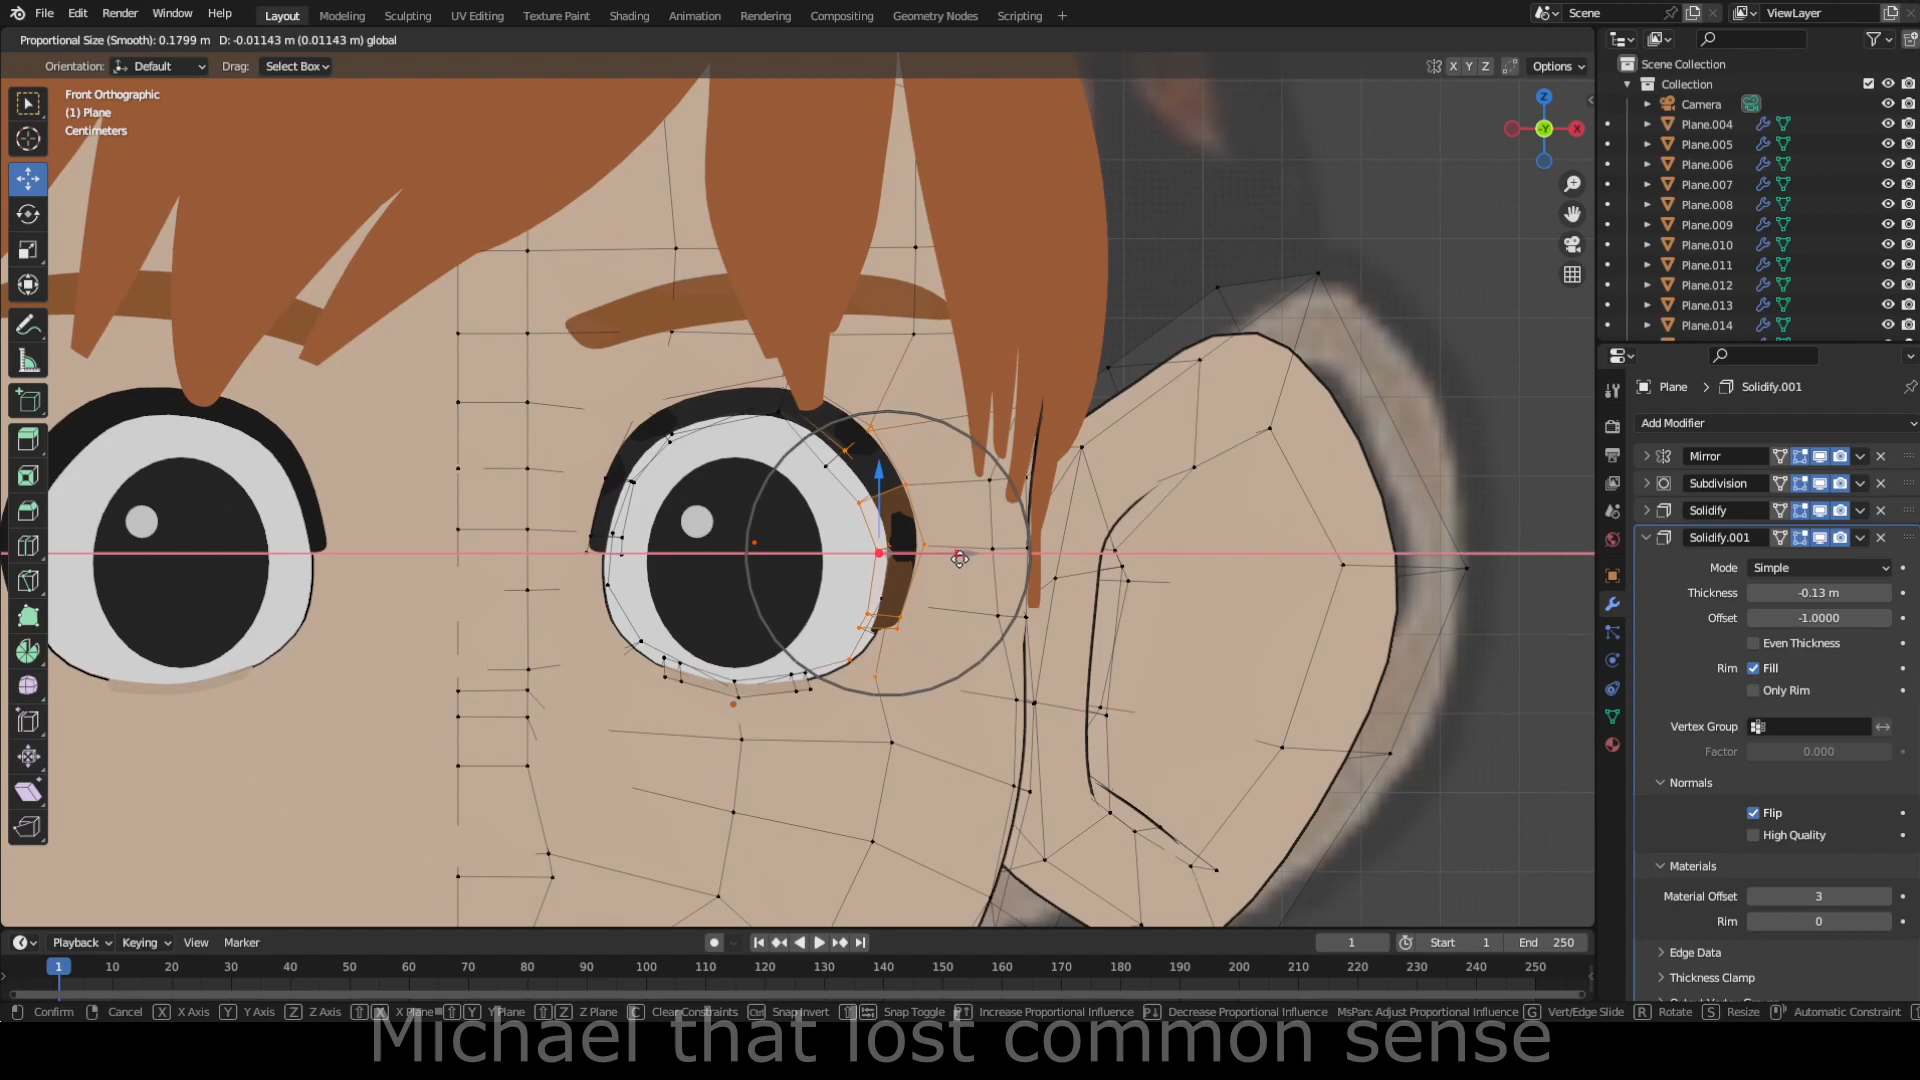 File Edit Render Window Help Layout Modeling Sculpting UV Editing Texture Paint Shading Animation Rendering Compositing Geometry Nodes Scripting + Scene ViewLayer
Proportional Size (Smooth): 0.1799 m D: -0.01143 m (0.01143 m) global
Orientation: Default Drag: Select Box X Y Z Options
Front Orthographic
(1) Plane
Centimeters
Z
-Y X
Scene Collection
Collection
Camera
Plane.004
Plane.005
Plane.006
Plane.007
Plane.008
Plane.009
Plane.010
Plane.011
Plane.012
Plane.013
Plane.014
Plane Solidify.001
Add Modifier
Mirror
Subdivision
Solidify
Solidify.001
Mode Simple
Thickness -0.13 m
Offset -1.0000
Even Thickness
Rim Fill
Only Rim
Vertex Group
Factor 0.000
Normals
Flip
High Quality
Materials
Material Offset 3
Rim 0
Edge Data
Thickness Clamp
Playback Keying View Marker 1 Start 1 End 250
1 10 20 30 40 50 60 70 80 90 100 110 120 130 140 150 160 170 180 190 200 210 220 230 240 250
Confirm Cancel X X Axis Y Y Axis Z Z Axis X X Plane Y Y Plane Z Z Plane C Clear Constraints Ctrl Snap Invert Snap Toggle Increase Proportional Influence Decrease Proportional Influence MsPan: Adjust Proportional Influence G Vert/Edge Slide R Rotate S Resize Automatic Constraint
Michael that lost common sense